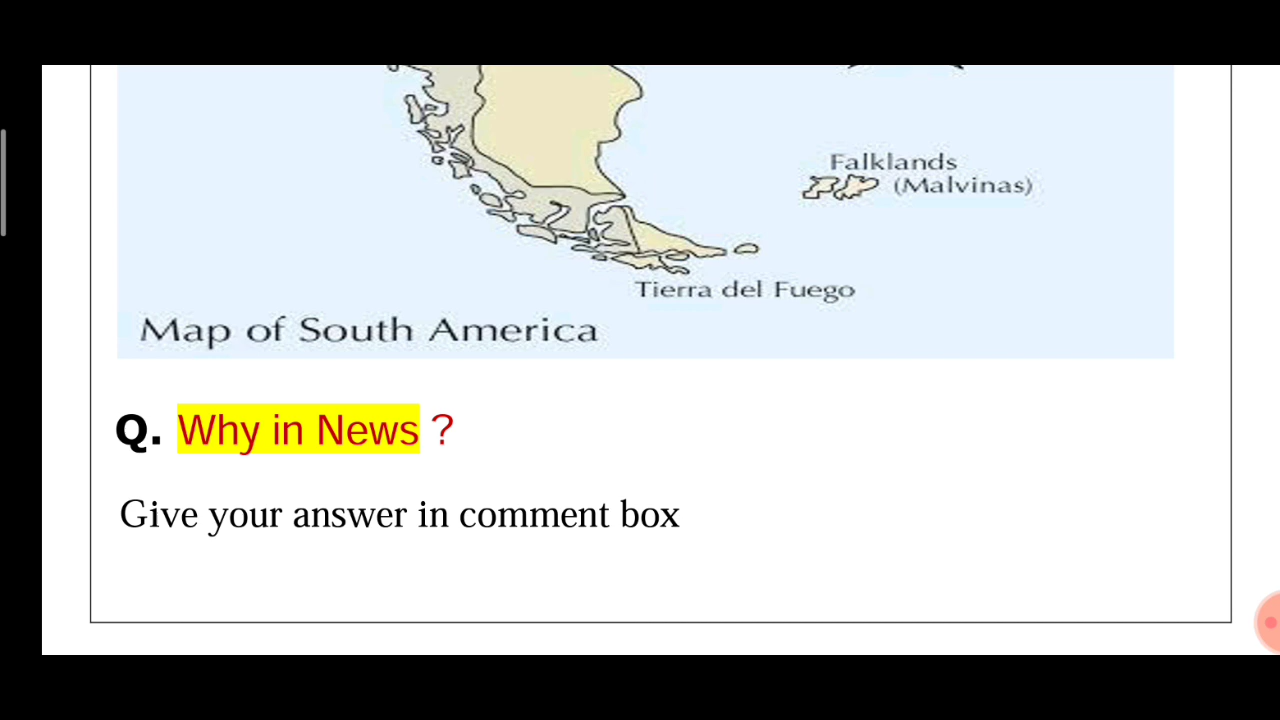 Falklands
(Malvinas)
Tierra del Fuego
Map of South America
Q. Why in News ?
Give your answer in comment box